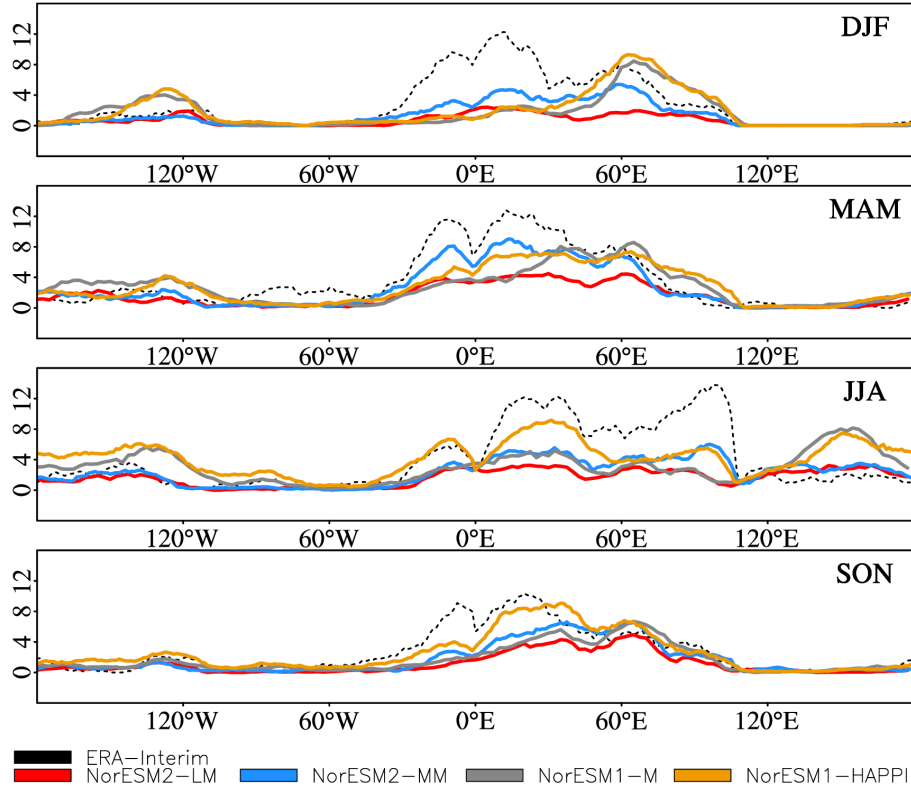 DJF
12
8
4
0
120°W 60°W 0°E 60°E 120°E
MAM
12
8
4
0
120°W 60°W 0°E 60°E 120°E
JJA
12
8
4
0
120°W 60°W 0°E 60°E 120°E
SON
12
8
4
0
120°W 60°W 0°E 60°E 120°E
ERA−Interim
NorESM2−LM NorESM2−MM NorESM1−M NorESM1−HAPPI